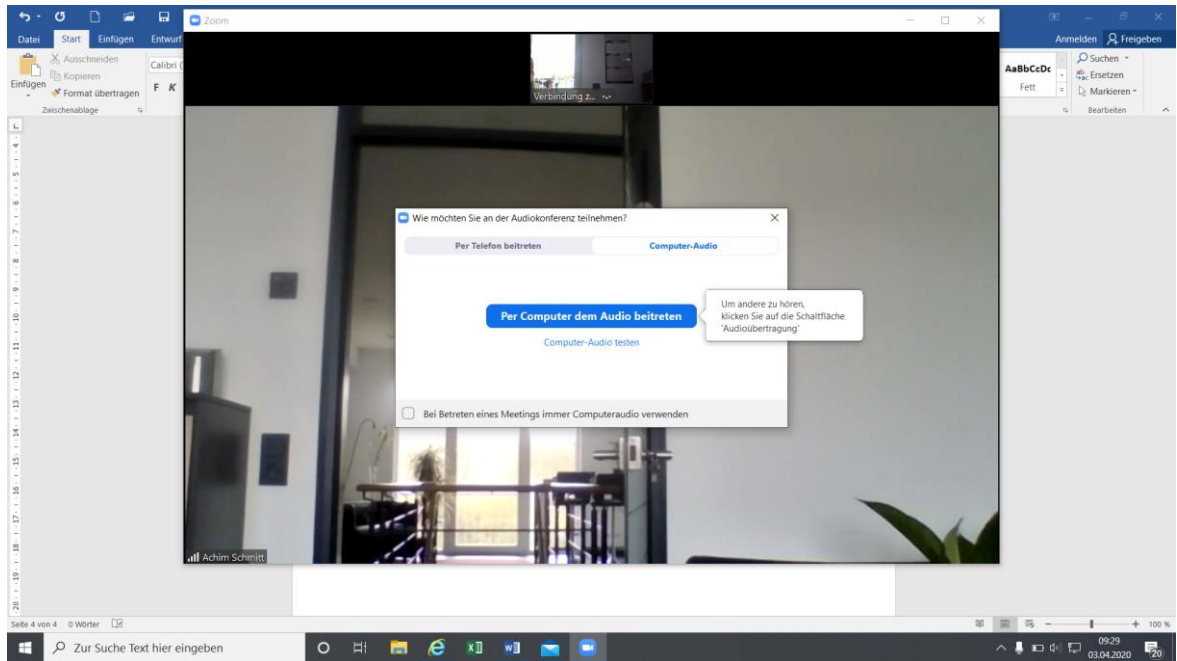 Zoom
Datei Start Einfügen Entwurf
Anmelden Freigeben
Einfügen
Ausschneiden
Kopieren
Format übertragen
Zwischenablage
Calibri (
F K
AaBbCcDc
Fett
Suchen
Ersetzen
Markieren
Bearbeiten
Verbindung z...
Wie möchten Sie an der Audiokonferenz teilnehmen?
Per Telefon beitreten Computer-Audio
Per Computer dem Audio beitreten
Um andere zu hören,
klicken Sie auf die Schaltfläche
'Audioübertragung'
Computer-Audio testen
Bei Betreten eines Meetings immer Computeraudio verwenden
Achim Schmitt
Seite 4 von 4 0 Wörter
100 %
Zur Suche Text hier eingeben
09:29
03.04.2020
20